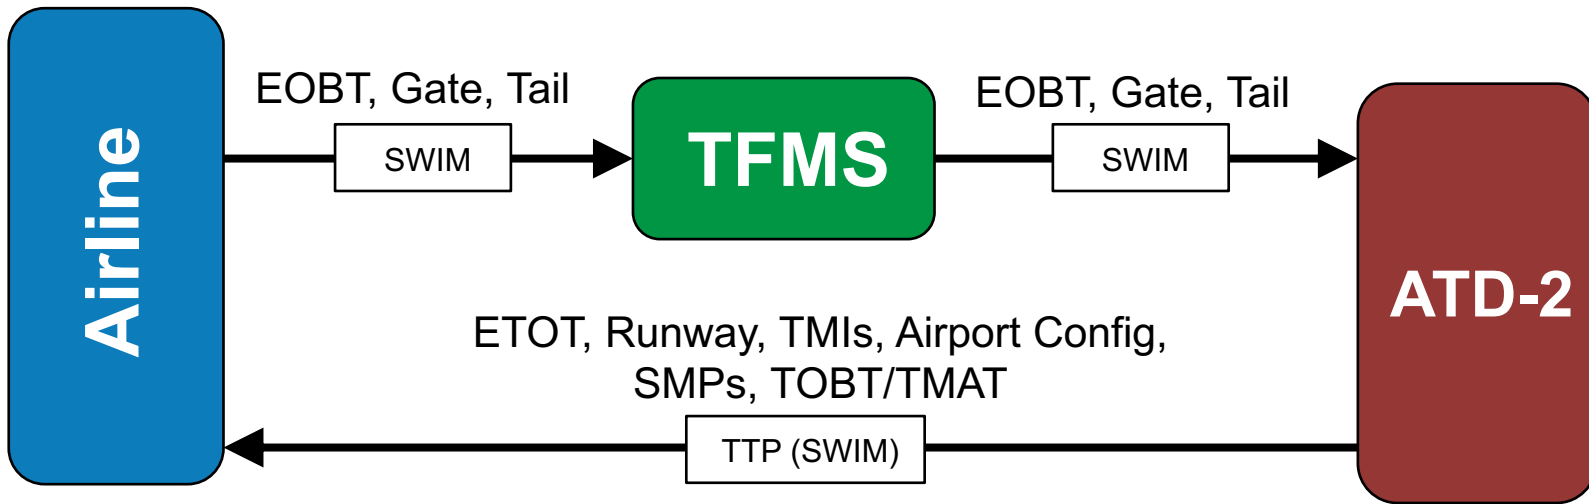 Airline
EOBT, Gate, Tail
SWIM
TFMS
EOBT, Gate, Tail
SWIM
ATD-2
ETOT, Runway, TMIs, Airport Config,
SMPs, TOBT/TMAT
TTP (SWIM)